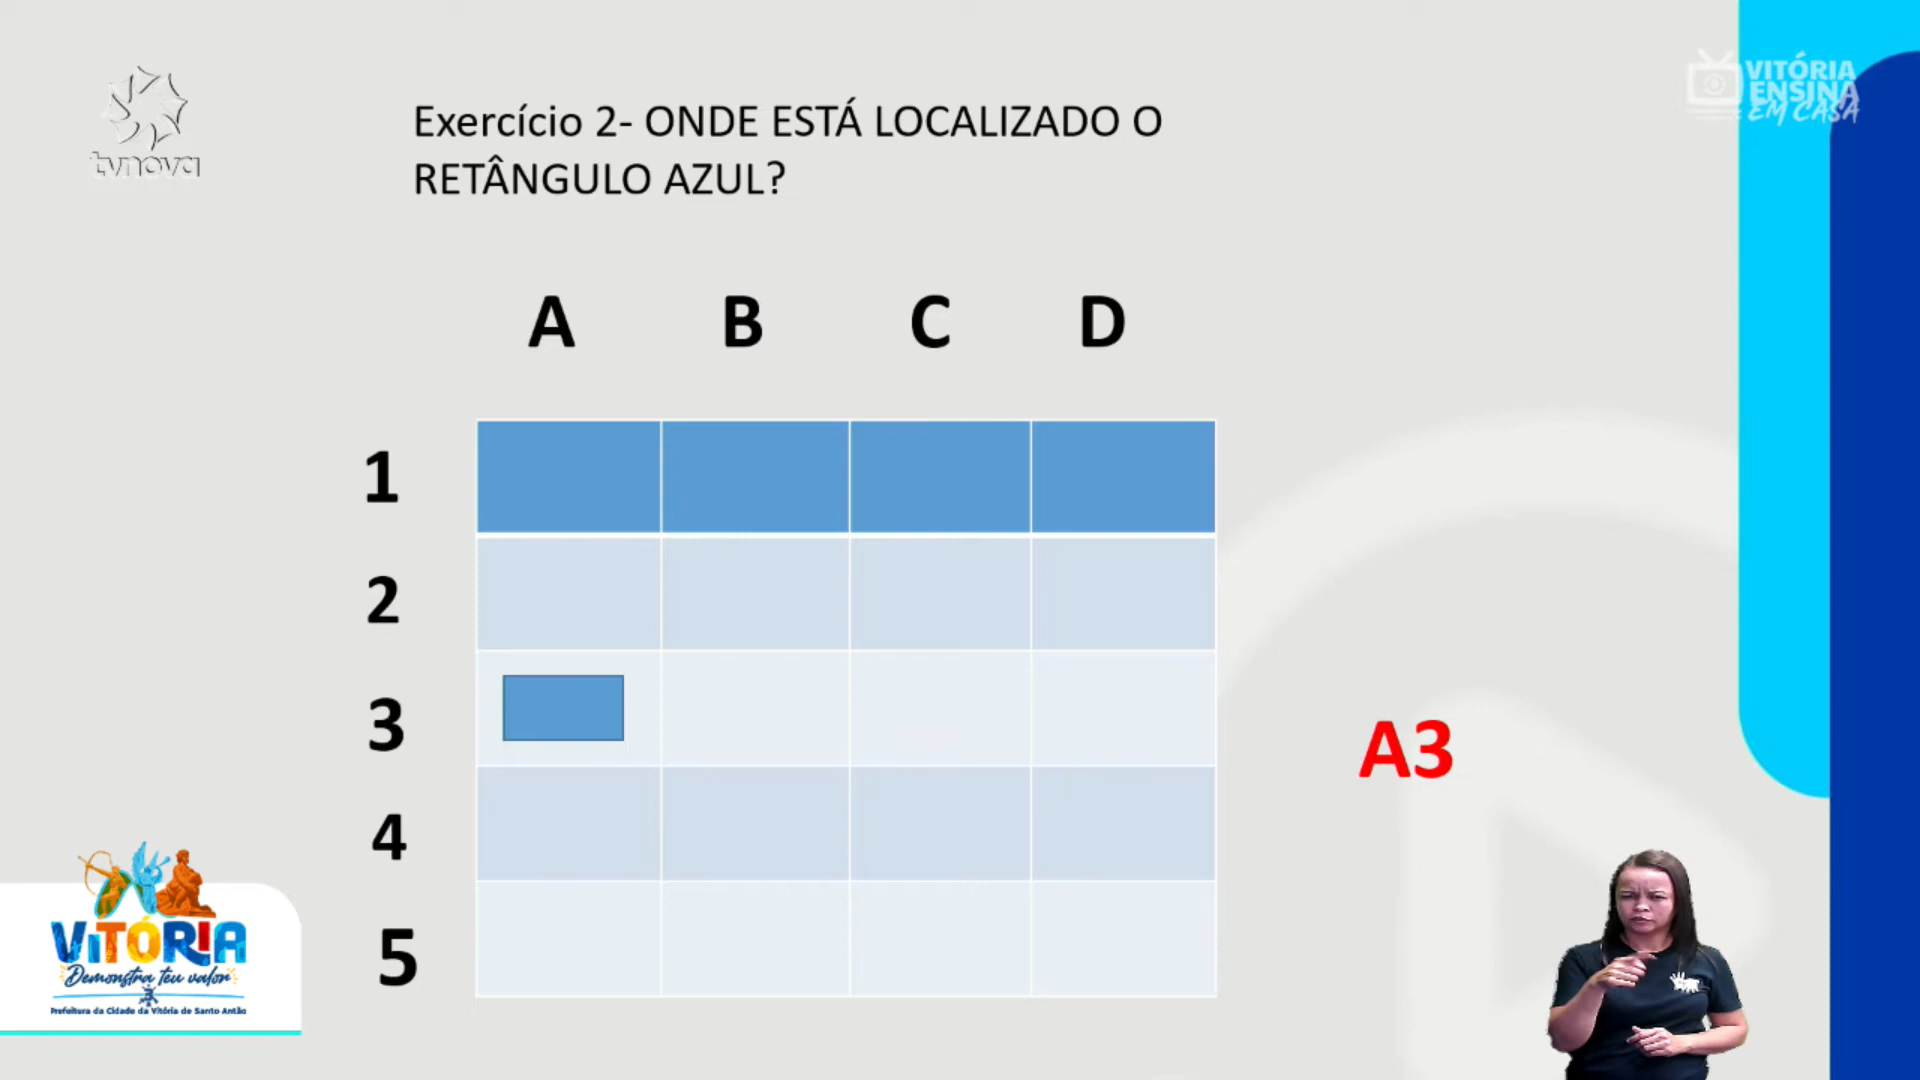 tvnova
VITÓRIA
ENSINA
EM CASA
Exercício 2- ONDE ESTÁ LOCALIZADO O
RETÂNGULO AZUL?
A B C D
1
2
3
A3
4
5
VITÓRIA
Demonstra teu valor
Prefeitura da Cidade da Vitória de Santo Antão